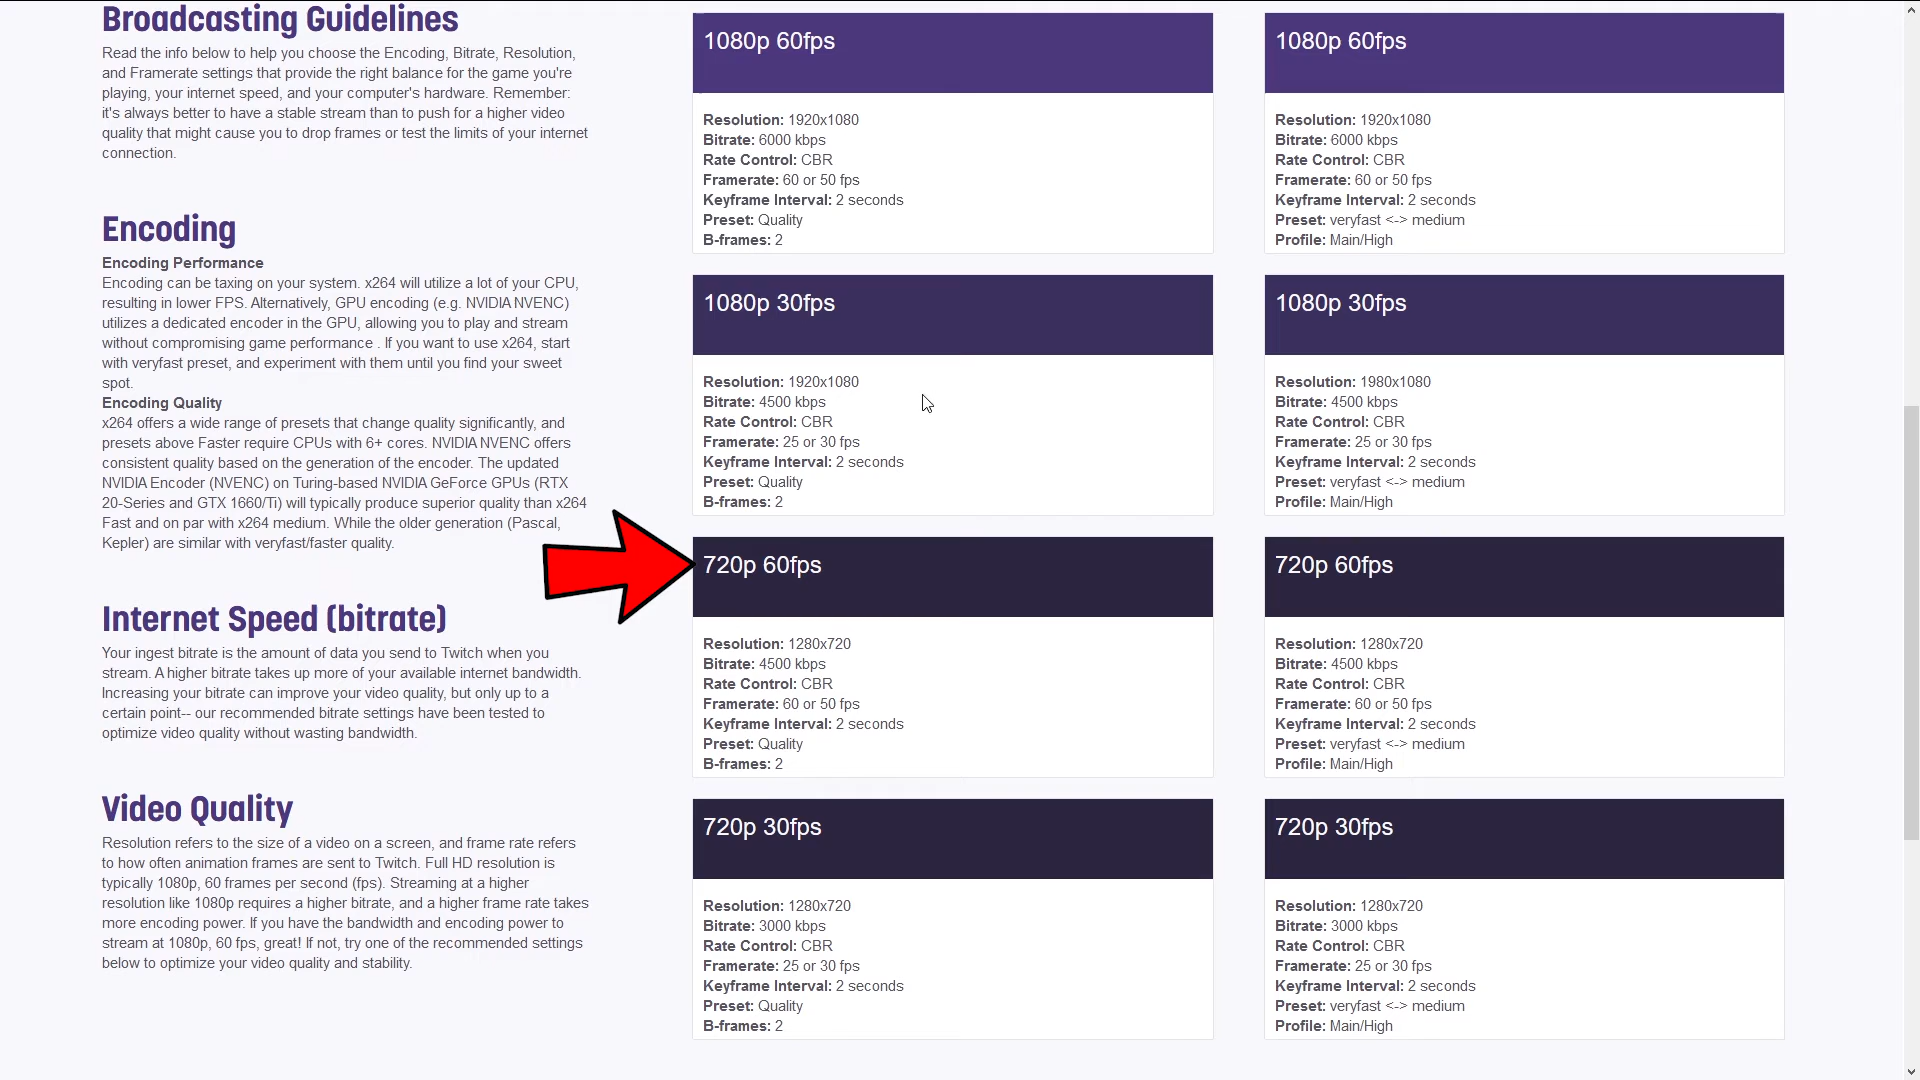 Broadcasting Guidelines
Read the info below to help you choose the Encoding, Bitrate, Resolution,
and Framerate settings that provide the right balance for the game you're
playing, your internet speed, and your computer's hardware. Remember:
it's always better to have a stable stream than to push for a higher video
quality that might cause you to drop frames or test the limits of your internet
connection.
Encoding
Encoding Performance
Encoding can be taxing on your system. x264 will utilize a lot of your CPU,
resulting in lower FPS. Alternatively, GPU encoding (e.g. NVIDIA NVENC)
utilizes a dedicated encoder in the GPU, allowing you to play and stream
without compromising game performance . If you want to use x264, start
with veryfast preset, and experiment with them until you find your sweet
spot.
Encoding Quality
x264 offers a wide range of presets that change quality significantly, and
presets above Faster require CPUs with 6+ cores. NVIDIA NVENC offers
consistent quality based on the generation of the encoder. The updated
NVIDIA Encoder (NVENC) on Turing-based NVIDIA GeForce GPUs (RTX
20-Series and GTX 1660/Ti) will typically produce superior quality than x264
Fast and on par with x264 medium. While the older generation (Pascal,
Kepler) are similar with veryfast/faster quality.
Internet Speed (bitrate)
Your ingest bitrate is the amount of data you send to Twitch when you
stream. A higher bitrate takes up more of your available internet bandwidth.
Increasing your bitrate can improve your video quality, but only up to a
certain point-- our recommended bitrate settings have been tested to
optimize video quality without wasting bandwidth.
Video Quality
Resolution refers to the size of a video on a screen, and frame rate refers
to how often animation frames are sent to Twitch. Full HD resolution is
typically 1080p, 60 frames per second (fps). Streaming at a higher
resolution like 1080p requires a higher bitrate, and a higher frame rate takes
more encoding power. If you have the bandwidth and encoding power to
stream at 1080p, 60 fps, great! If not, try one of the recommended settings
below to optimize your video quality and stability.
1080p 60fps
Resolution: 1920x1080
Bitrate: 6000 kbps
Rate Control: CBR
Framerate: 60 or 50 fps
Keyframe Interval: 2 seconds
Preset: Quality
B-frames: 2
1080p 30fps
Resolution: 1920x1080
Bitrate: 4500 kbps
Rate Control: CBR
Framerate: 25 or 30 fps
Keyframe Interval: 2 seconds
Preset: Quality
B-frames: 2
720p 60fps
Resolution: 1280x720
Bitrate: 4500 kbps
Rate Control: CBR
Framerate: 60 or 50 fps
Keyframe Interval: 2 seconds
Preset: Quality
B-frames: 2
720p 30fps
Resolution: 1280x720
Bitrate: 3000 kbps
Rate Control: CBR
Framerate: 25 or 30 fps
Keyframe Interval: 2 seconds
Preset: Quality
B-frames: 2
1080p 60fps
Resolution: 1920x1080
Bitrate: 6000 kbps
Rate Control: CBR
Framerate: 60 or 50 fps
Keyframe Interval: 2 seconds
Preset: veryfast <-> medium
Profile: Main/High
1080p 30fps
Resolution: 1980x1080
Bitrate: 4500 kbps
Rate Control: CBR
Framerate: 25 or 30 fps
Keyframe Interval: 2 seconds
Preset: veryfast <-> medium
Profile: Main/High
720p 60fps
Resolution: 1280x720
Bitrate: 4500 kbps
Rate Control: CBR
Framerate: 60 or 50 fps
Keyframe Interval: 2 seconds
Preset: veryfast <-> medium
Profile: Main/High
720p 30fps
Resolution: 1280x720
Bitrate: 3000 kbps
Rate Control: CBR
Framerate: 25 or 30 fps
Keyframe Interval: 2 seconds
Preset: veryfast <-> medium
Profile: Main/High